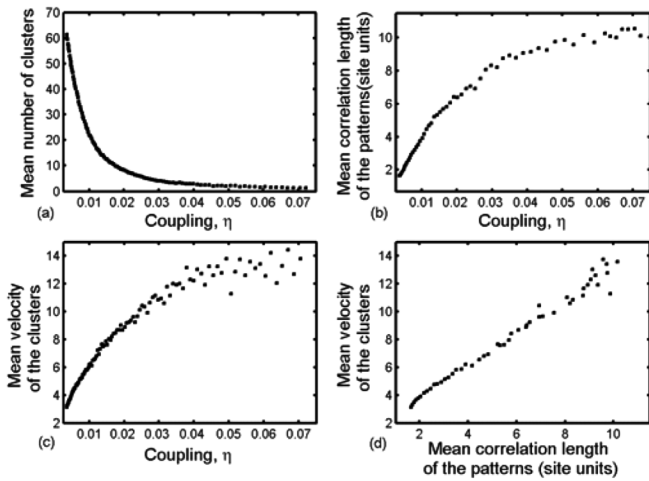 70
60
50
40
30
20
10
0
Mean number of clusters
0.01 0.02 0.03 0.04 0.05 0.06 0.07
(a)
Coupling, η
10
8
6
4
2
Mean correlation length
of the patterns(site units)
0.01 0.02 0.03 0.04 0.05 0.06 0.07
(b)
Coupling, η
14
12
10
8
6
4
2
Mean velocity
of the clusters
0.01 0.02 0.03 0.04 0.05 0.06 0.07
(c)
Coupling, η
14
12
10
8
6
4
2
Mean velocity
of the clusters
2 4 6 8 10
(d)
Mean correlation length
of the patterns (site units)